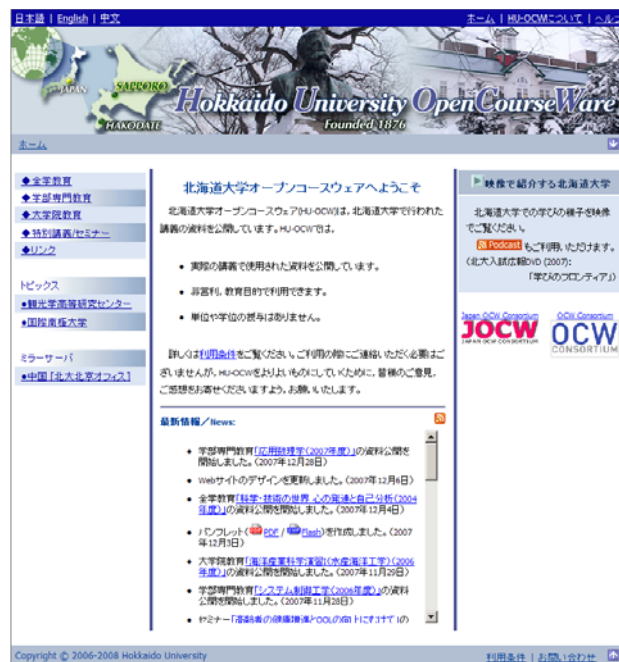 日本語 | English | 中文
ホーム | HU-OCWについて | ヘルプ
JAPAN
SAPPORO
HAKODATE
Hokkaido University OpenCourseWare
Founded 1876
ホーム
◆全学教育
◆学部専門教育
◆大学院教育
◆特別講義/セミナー
◆リンク
トピックス
●観光学高等研究センター
●国際南極大学
ミラーサーバ
●中国 [北大北京オフィス]
北海道大学オープンコースウェアへようこそ
北海道大学オープンコースウェア(HU-OCW)は、北海道大学で行われた
講義の資料を公開しています。HU-OCWでは、
• 実際の講義で使用された資料を公開しています。
• 非営利、教育目的で利用できます。
• 単位や学位の授与はありません。
詳しくは利用条件をご覧ください。ご利用の際にご連絡いただく必要はご
ざいませんが、HU-OCWをよりよいものにしていくために、皆様のご意見、
ご感想をお寄せくださいますよう、お願いいたします。
最新情報/News:
• 学部専門教育「応用数理学(2007年度)」の資料公開を
開始しました。(2007年12月28日)
• Webサイトのデザインを更新しました。(2007年12月6日)
• 全学教育「科学・技術の世界 心の発達と自己分析(2004
年度)」の資料公開を開始しました。(2007年12月4日)
• パンフレット(PDF / Flash)を作成しました。(2007
年12月3日)
• 大学院教育「海洋産業科学演習(水産海洋工学)(2006
年度)」の資料公開を開始しました。(2007年11月29日)
• 学部専門教育「システム制御工学(2006年度)」の資料
公開を開始しました。(2007年11月28日)
• セミナー「高齢者の健康増進とQOLの向上にむけて」の
映像で紹介する北海道大学
北海道大学での学びの様子を映像
でご覧ください。
Podcast もご利用いただけます。
(北大入試広報DVD (2007):
「学びのフロンティア」)
Japan OCW Consortium
JOCW
JAPAN OCW CONSORTIUM
OCW Consortium
OCW
CONSORTIUM
Copyright © 2006-2008 Hokkaido University
利用条件 | お問い合わせ